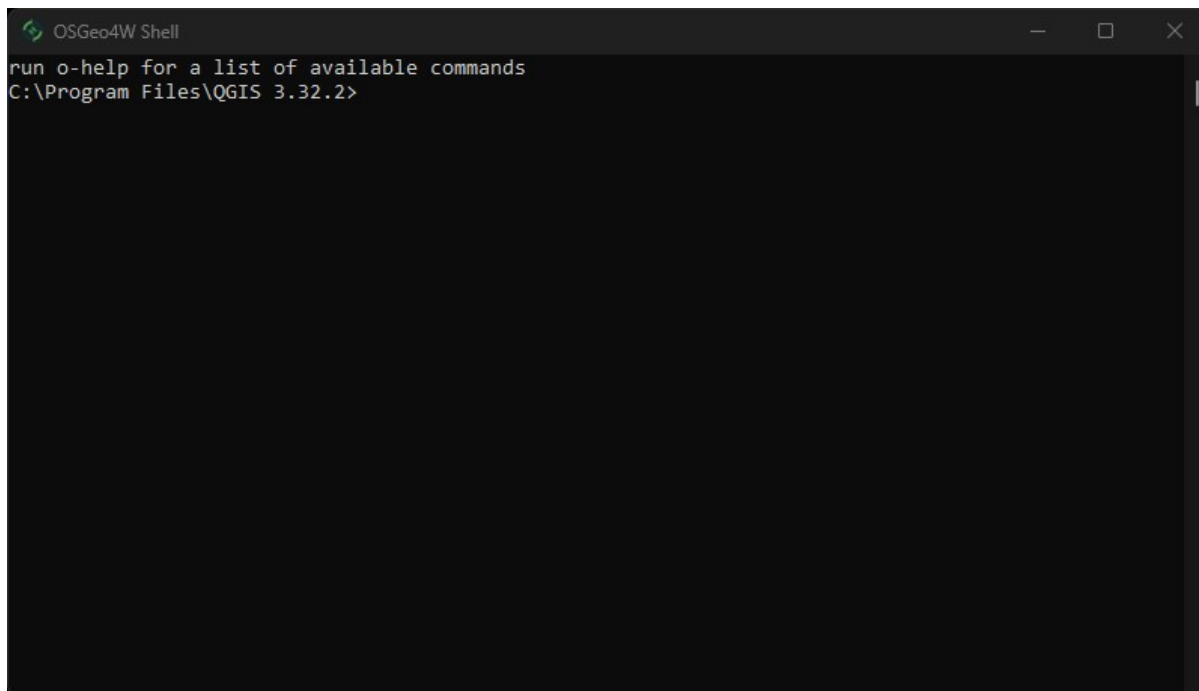 OSGeo4W Shell
run o-help for a list of available commands
C:\Program Files\QGIS 3.32.2>